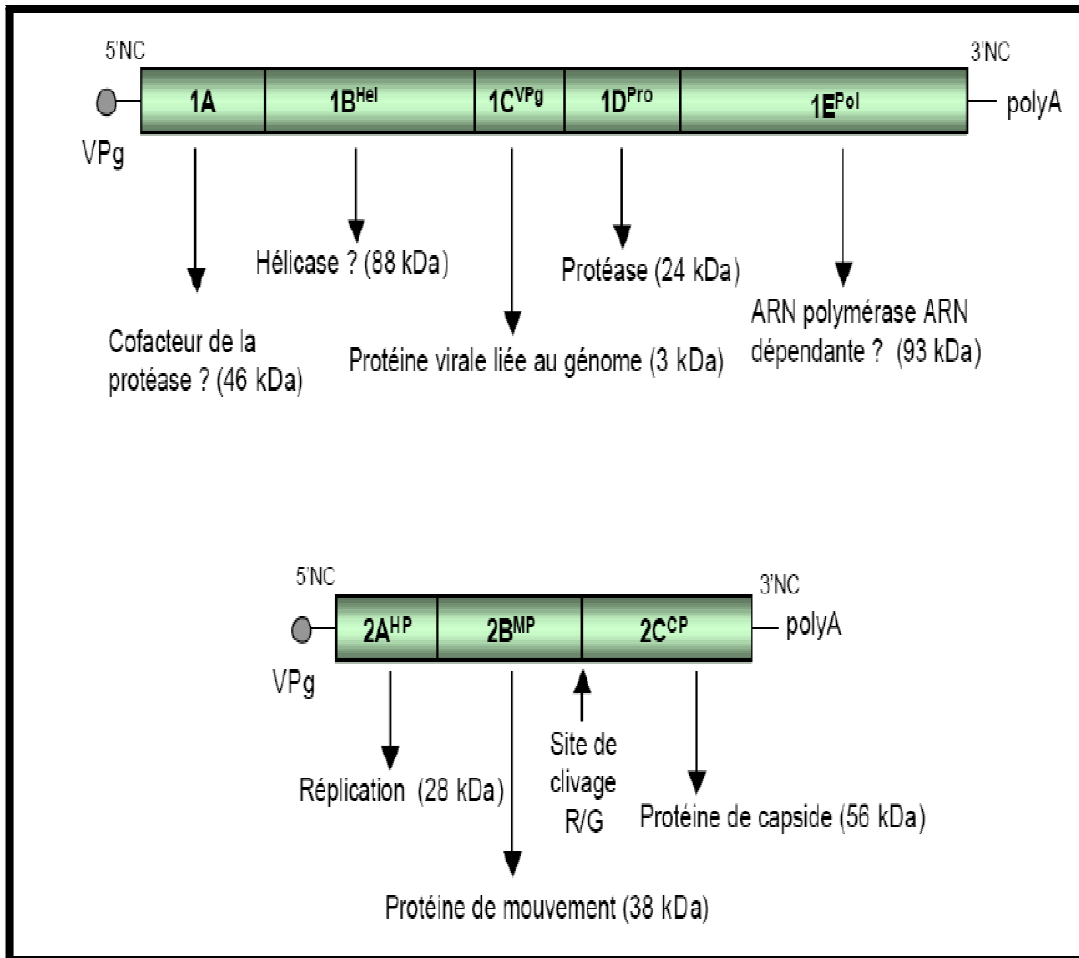 5'NC
3'NC
1A
1B^Hel
1C^VPg
1D^Pro
1E^Pol
polyA
VPg
Hélicase ? (88 kDa)
Protéase (24 kDa)
ARN polymérase ARN
dépendante ? (93 kDa)
Cofacteur de la
protéase ? (46 kDa)
Protéine virale liée au génome (3 kDa)
5'NC
3'NC
2A^HP
2B^MP
2C^CP
polyA
VPg
Site de
clivage
R/G
Réplication (28 kDa)
Protéine de capside (56 kDa)
Protéine de mouvement (38 kDa)